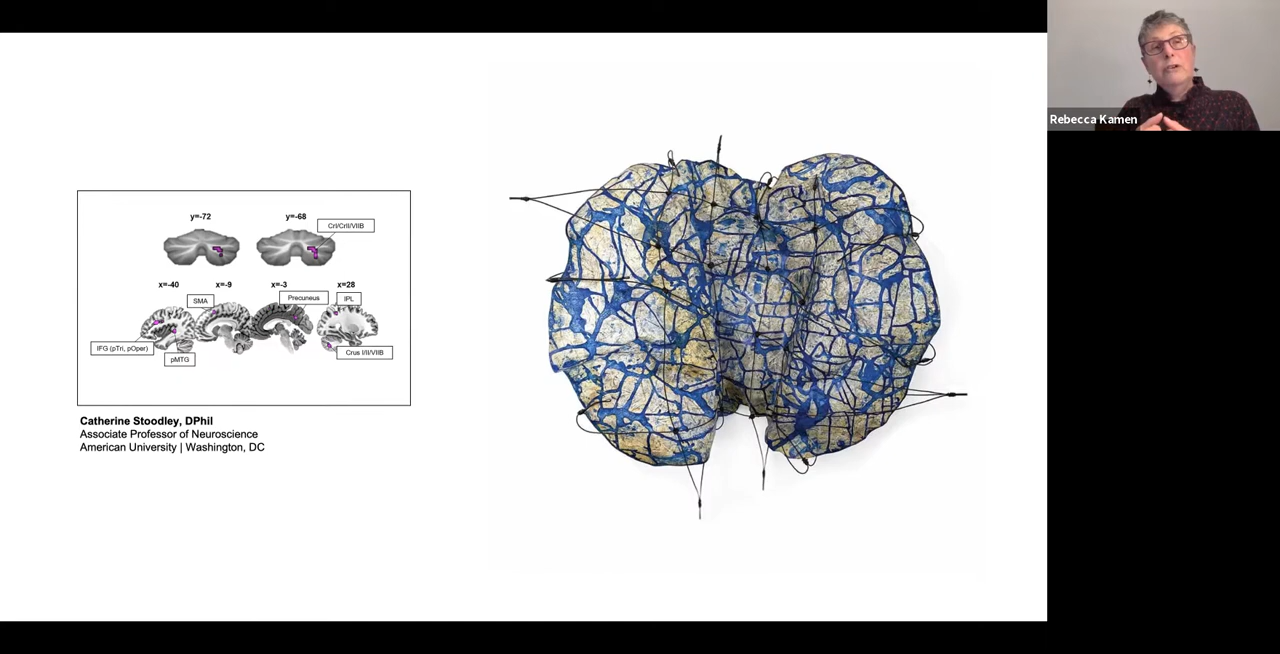 Rebecca Kamen
y=-72
y=-68
CrI/CrII/VIIB
x=-40
x=-9
x=-3
x=28
SMA
Precuneus
IPL
IFG (pTri, pOper)
pMTG
Crus I/II/VIIB
Catherine Stoodley, DPhil
Associate Professor of Neuroscience
American University | Washington, DC